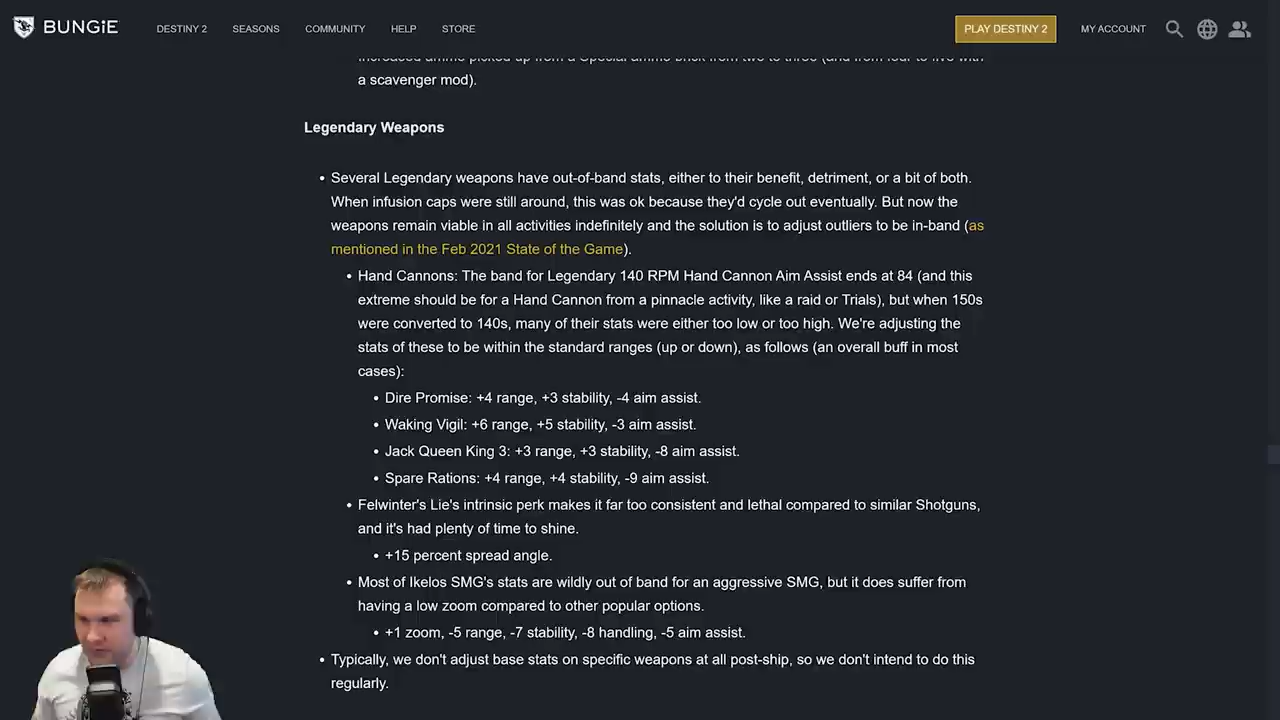 BUNGiE
DESTINY 2
SEASONS
COMMUNITY
HELP
STORE
PLAY DESTINY 2
MY ACCOUNT
increased ammo picked up from a Special ammo brick from two to three (and from four to five with
a scavenger mod).
Legendary Weapons
• Several Legendary weapons have out-of-band stats, either to their benefit, detriment, or a bit of both.
When infusion caps were still around, this was ok because they'd cycle out eventually. But now the
weapons remain viable in all activities indefinitely and the solution is to adjust outliers to be in-band (as
mentioned in the Feb 2021 State of the Game).
• Hand Cannons: The band for Legendary 140 RPM Hand Cannon Aim Assist ends at 84 (and this
extreme should be for a Hand Cannon from a pinnacle activity, like a raid or Trials), but when 150s
were converted to 140s, many of their stats were either too low or too high. We're adjusting the
stats of these to be within the standard ranges (up or down), as follows (an overall buff in most
cases):
• Dire Promise: +4 range, +3 stability, -4 aim assist.
• Waking Vigil: +6 range, +5 stability, -3 aim assist.
• Jack Queen King 3: +3 range, +3 stability, -8 aim assist.
• Spare Rations: +4 range, +4 stability, -9 aim assist.
• Felwinter's Lie's intrinsic perk makes it far too consistent and lethal compared to similar Shotguns,
and it's had plenty of time to shine.
• +15 percent spread angle.
• Most of Ikelos SMG's stats are wildly out of band for an aggressive SMG, but it does suffer from
having a low zoom compared to other popular options.
• +1 zoom, -5 range, -7 stability, -8 handling, -5 aim assist.
• Typically, we don't adjust base stats on specific weapons at all post-ship, so we don't intend to do this
regularly.